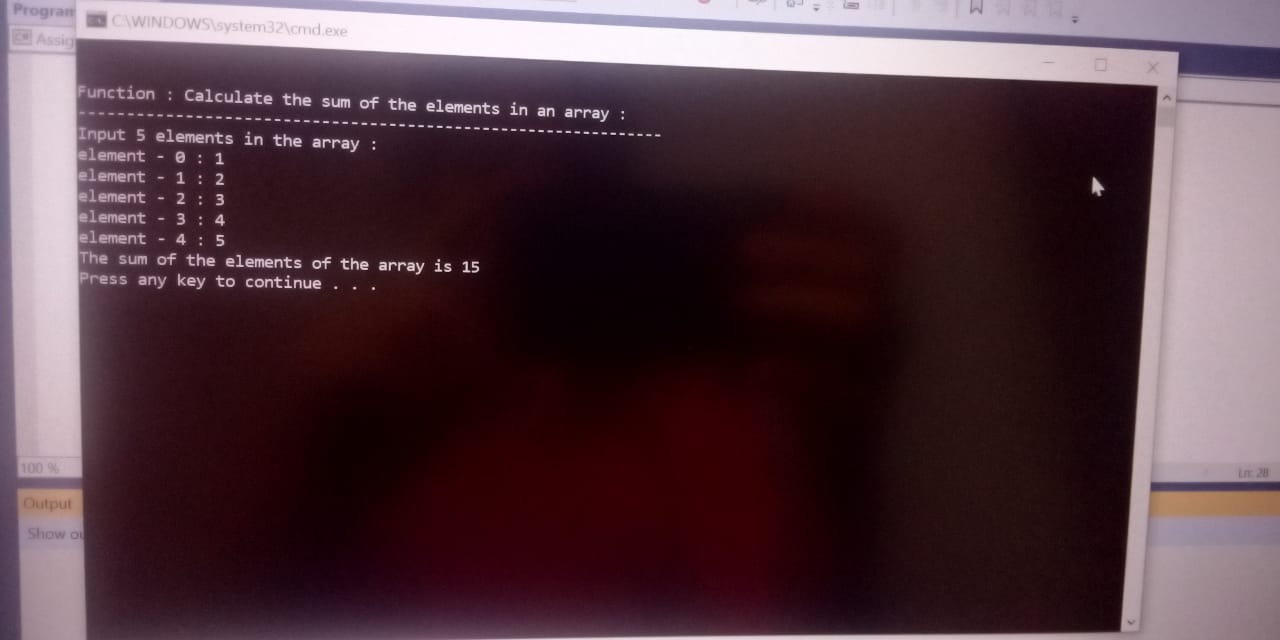 Program
Assig
C:\WINDOWS\system32\cmd.exe
Function : Calculate the sum of the elements in an array :
------------------------------------------------------------
Input 5 elements in the array :
element - 0 : 1
element - 1 : 2
element - 2 : 3
element - 3 : 4
element - 4 : 5
The sum of the elements of the array is 15
Press any key to continue . . .
100 %
Ln: 28
Output
Show ou